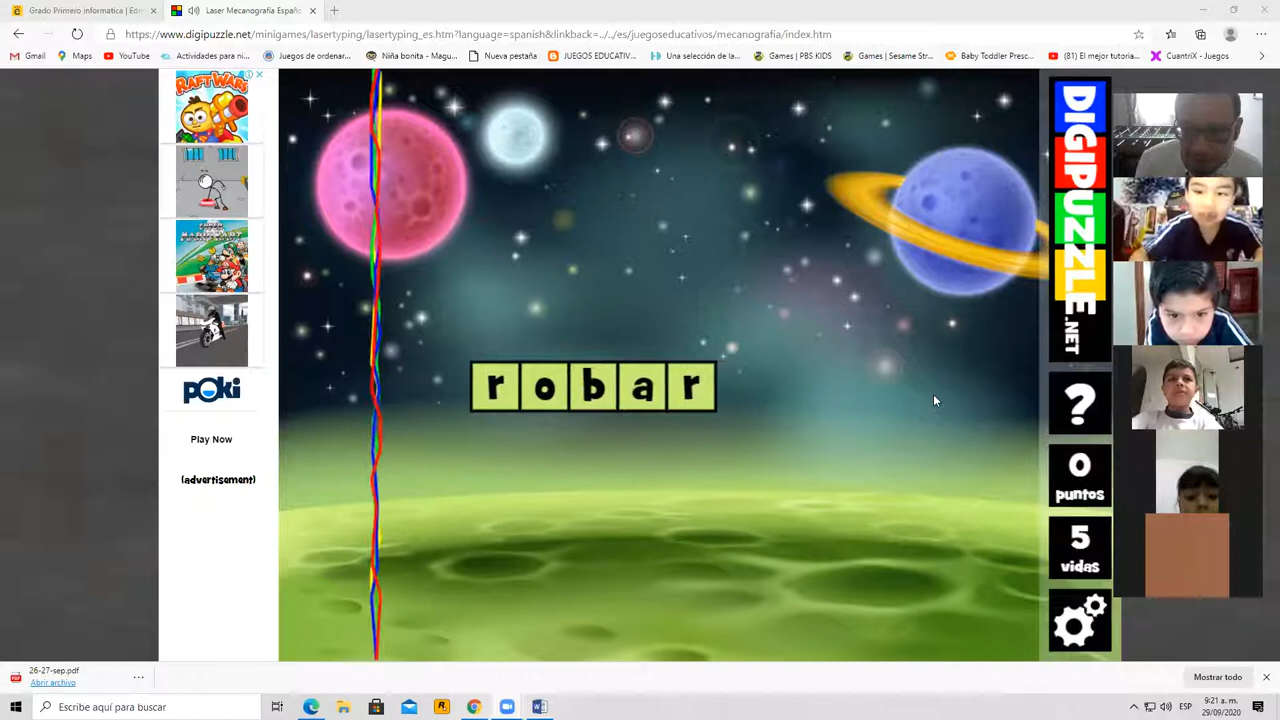 Grado Primero informatica | Ed
Laser Mecanografía Españo
https://www.digipuzzle.net/minigames/lasertyping/lasertyping_es.htm?language=spanish&linkback=../../es/juegoseducativos/mecanografia/index.htm
Gmail
Maps
YouTube
Actividades para ni...
Juegos de ordenar...
Niña bonita - Magu...
Nueva pestaña
JUEGOS EDUCATIV...
Una selección de la...
Games | PBS KIDS
Games | Sesame Str...
Baby Toddler Presc...
(81) El mejor tutoria...
CuantriX - Juegos
RAFT WARS
SUPER
MARIO KART
POKI
Play Now
(advertisement)
robar
DIGIPUZZLE.NET
?
0
puntos
5
vidas
26-27-sep.pdf
Abrir archivo
Mostrar todo
Escribe aquí para buscar
ESP
9:21 a. m.
29/09/2020